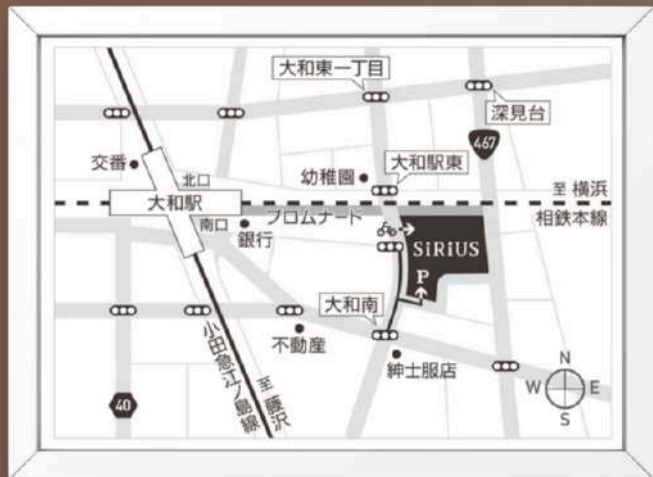 大和東一丁目
深見台
467
交番
北口
幼稚園
大和駅東
至 横浜
大和駅
相鉄本線
南口
プロムナード
銀行
SiRiUS
P
大和南
不動産
紳士服店
小田急江ノ島線
至 藤沢
40
N
W
E
S